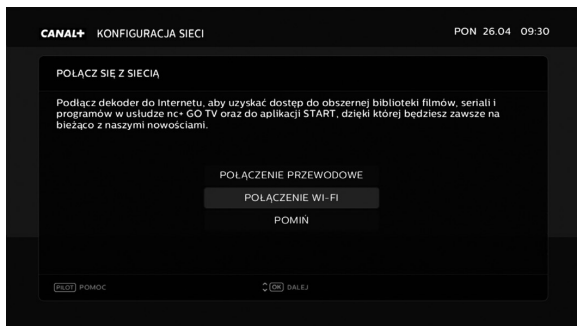 CANAL+ KONFIGURACJA SIECI
PON 26.04 09:30
POŁĄCZ SIĘ Z SIECIĄ
Podłącz dekoder do Internetu, aby uzyskać dostęp do obszernej biblioteki filmów, seriali i
programów w usłudze nc+ GO TV oraz do aplikacji START, dzięki której będziesz zawsze na
bieżąco z naszymi nowościami.
POŁĄCZENIE PRZEWODOWE
POŁĄCZENIE WI-FI
POMIŃ
PILOT POMOC
OK DALEJ